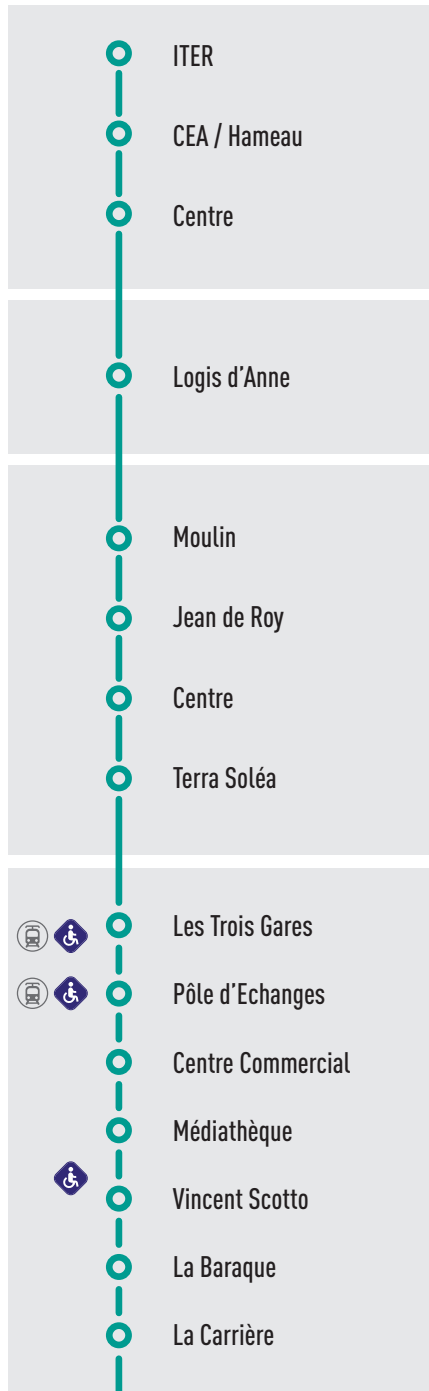 ITER
CEA / Hameau
Centre
Logis d’Anne
Moulin
Jean de Roy
Centre
Terra Soléa
Les Trois Gares
Pôle d’Echanges
Centre Commercial
Médiathèque
Vincent Scotto
La Baraque
La Carrière